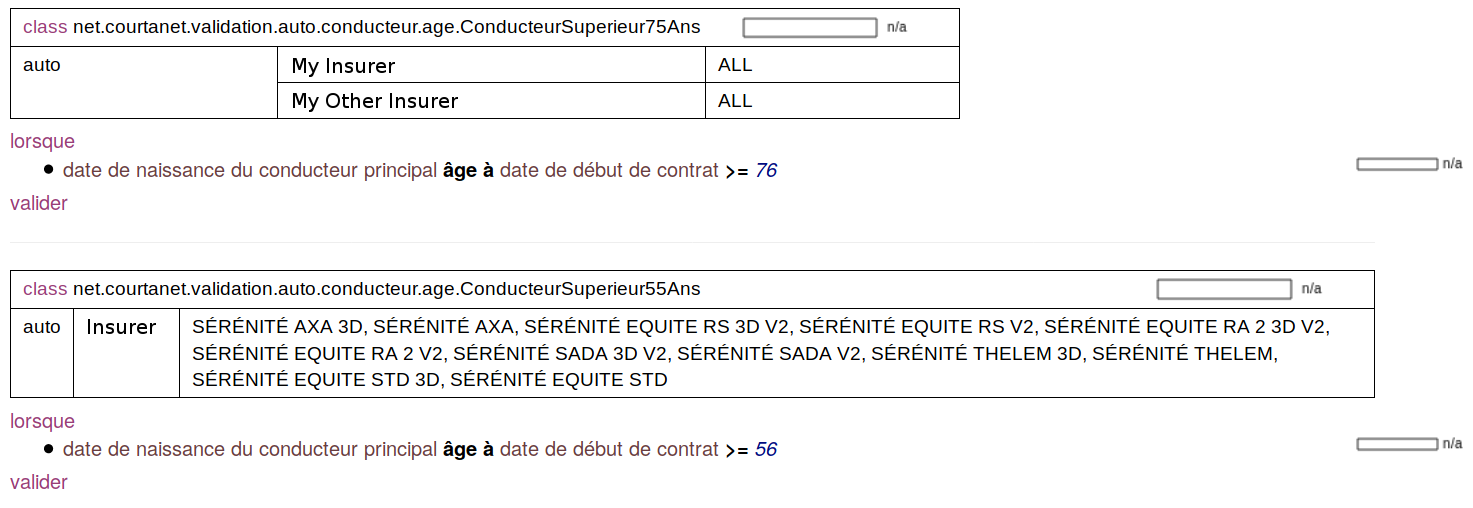 class net.courtanet.validation.auto.conducteur.age.ConducteurSuperieur75Ans n/a
auto My Insurer ALL
My Other Insurer ALL
lorsque
• date de naissance du conducteur principal âge à date de début de contrat >= 76 n/a
valider
class net.courtanet.validation.auto.conducteur.age.ConducteurSuperieur55Ans n/a
auto Insurer SÉRÉNITÉ AXA 3D, SÉRÉNITÉ AXA, SÉRÉNITÉ EQUITE RS 3D V2, SÉRÉNITÉ EQUITE RS V2, SÉRÉNITÉ EQUITE RA 2 3D V2,
SÉRÉNITÉ EQUITE RA 2 V2, SÉRÉNITÉ SADA 3D V2, SÉRÉNITÉ SADA V2, SÉRÉNITÉ THELEM 3D, SÉRÉNITÉ THELEM,
SÉRÉNITÉ EQUITE STD 3D, SÉRÉNITÉ EQUITE STD
lorsque
• date de naissance du conducteur principal âge à date de début de contrat >= 56 n/a
valider